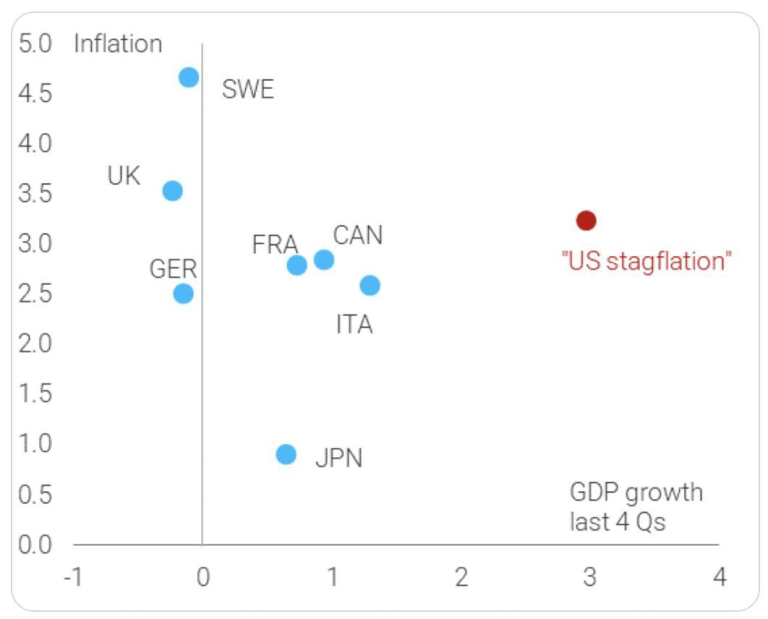 5.0 Inflation
SWE
4.5
4.0
UK
3.5
3.0
FRA CAN
"US stagflation"
GER
2.5
ITA
2.0
1.5
1.0
JPN
0.5
GDP growth
last 4 Qs
0.0
-1 0 1 2 3 4